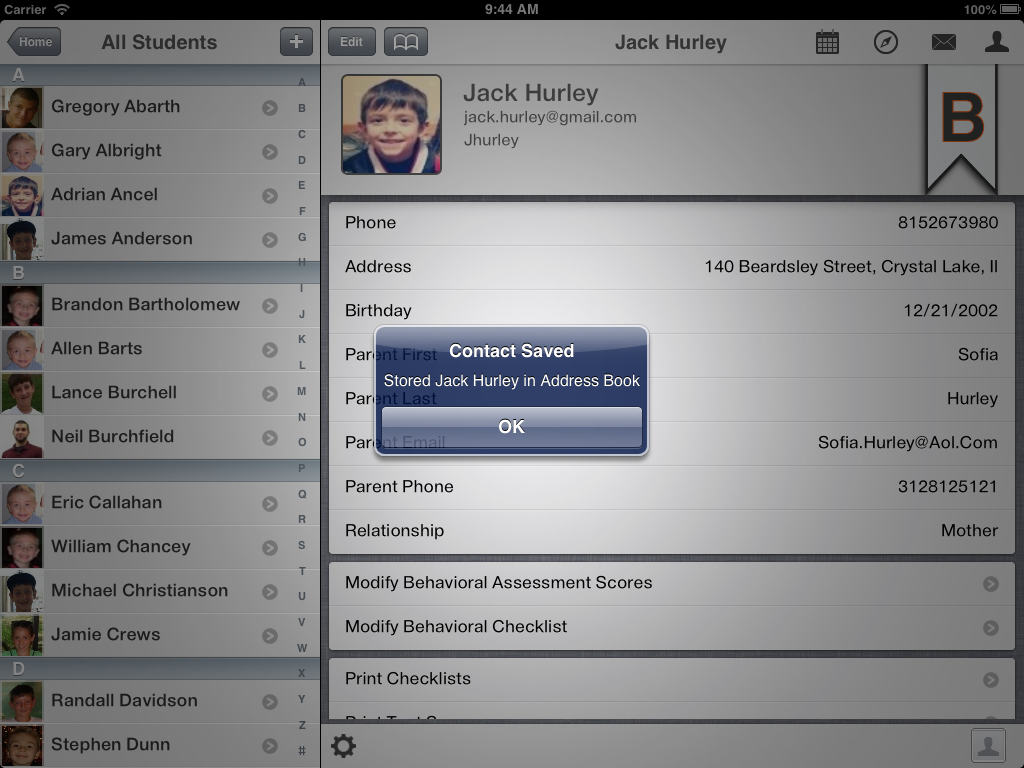 Carrier 9:44 AM 100%
Home All Students +
A
Gregory Abarth
Gary Albright
Adrian Ancel
James Anderson
B
Brandon Bartholomew
Allen Barts
Lance Burchell
Neil Burchfield
C
Eric Callahan
William Chancey
Michael Christianson
Jamie Crews
D
Randall Davidson
Stephen Dunn
A
B
C
D
E
F
G
H
I
J
K
L
M
N
O
P
Q
R
S
T
U
V
W
X
Y
Z
#
Edit Jack Hurley
Jack Hurley
jack.hurley@gmail.com
Jhurley
B
Phone 8152673980
Address 140 Beardsley Street, Crystal Lake, Il
Birthday 12/21/2002
Parent First Sofia
Parent Last Hurley
Parent Email Sofia.Hurley@Aol.Com
Parent Phone 3128125121
Relationship Mother
Contact Saved
Stored Jack Hurley in Address Book
OK
Modify Behavioral Assessment Scores
Modify Behavioral Checklist
Print Checklists
Print Test